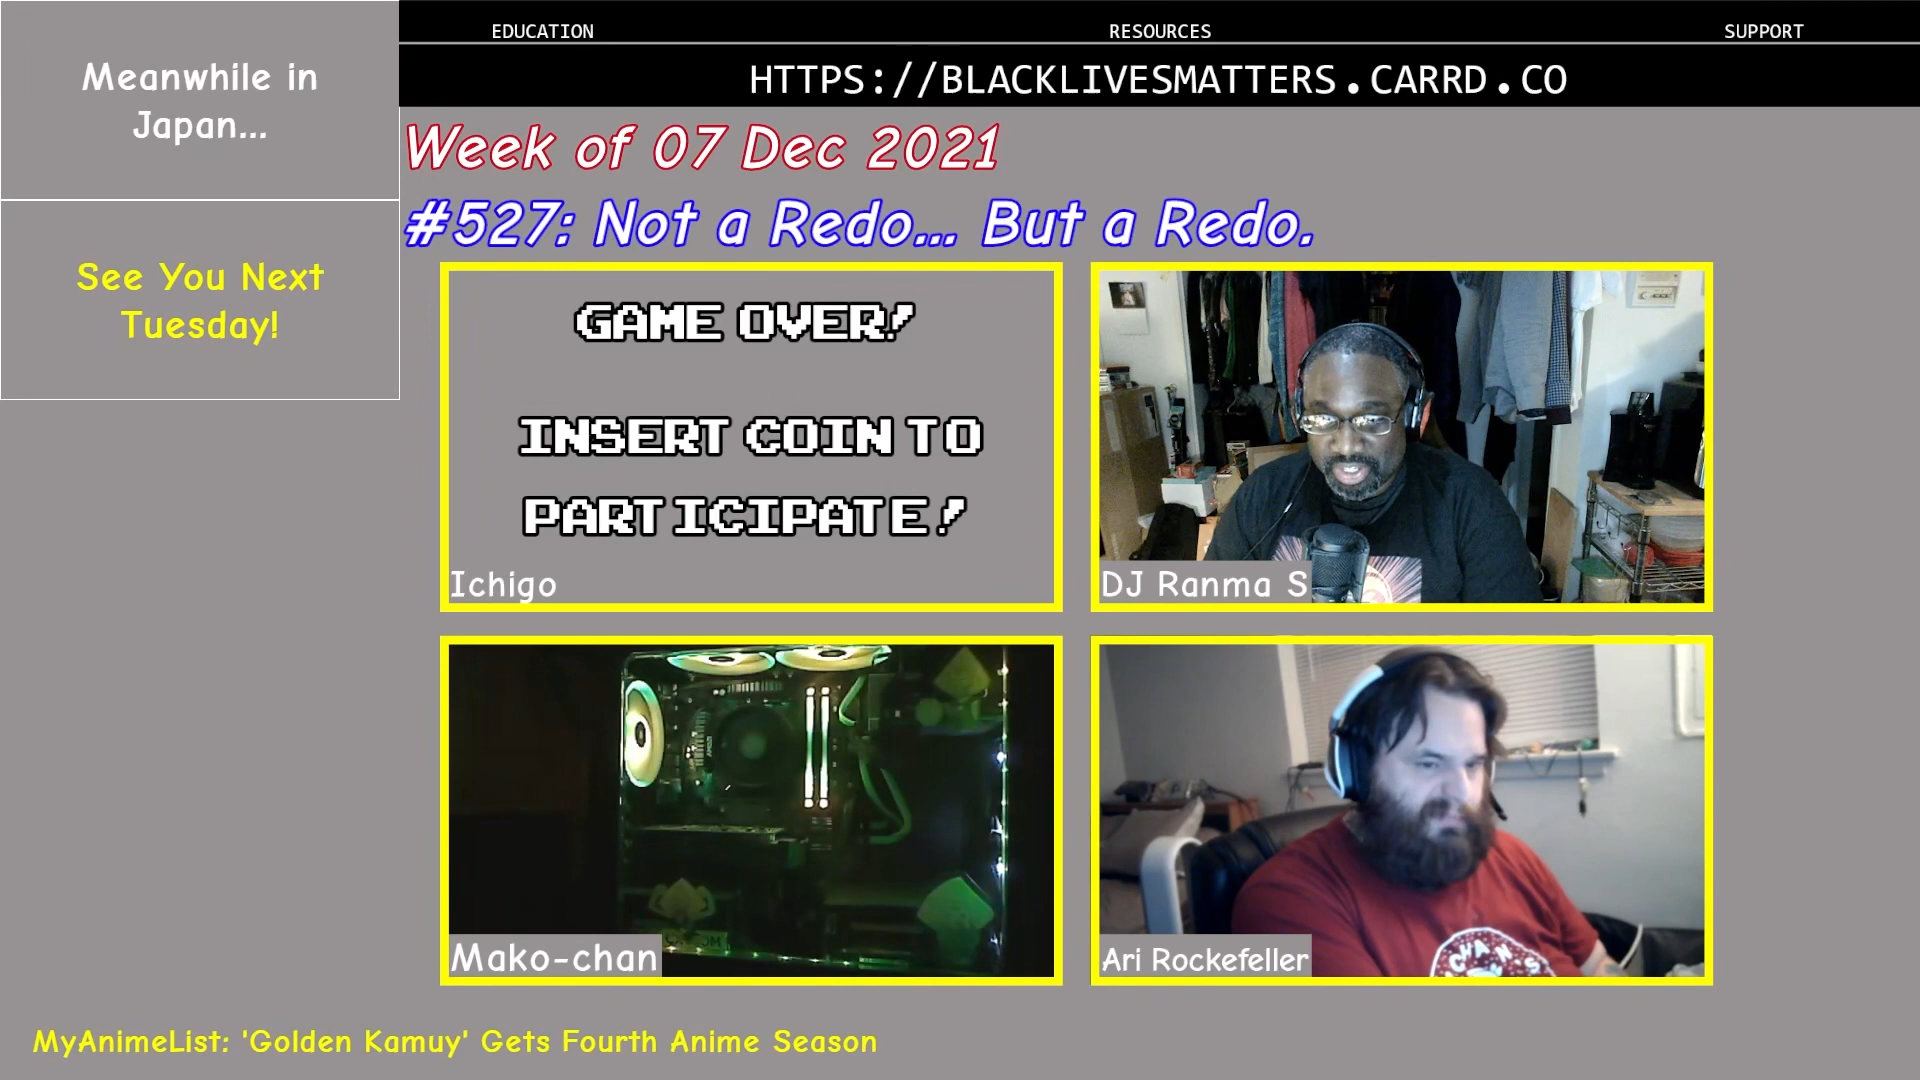 Meanwhile in
Japan...
See You Next
Tuesday!
EDUCATION
RESOURCES
SUPPORT
HTTPS://BLACKLIVESMATTERS.CARRD.CO
Week of 07 Dec 2021
#527: Not a Redo... But a Redo.
GAME OVER!
INSERT COIN TO
PARTICIPATE!
Ichigo
DJ Ranma S
Mako-chan
Ari Rockefeller
MyAnimeList: 'Golden Kamuy' Gets Fourth Anime Season